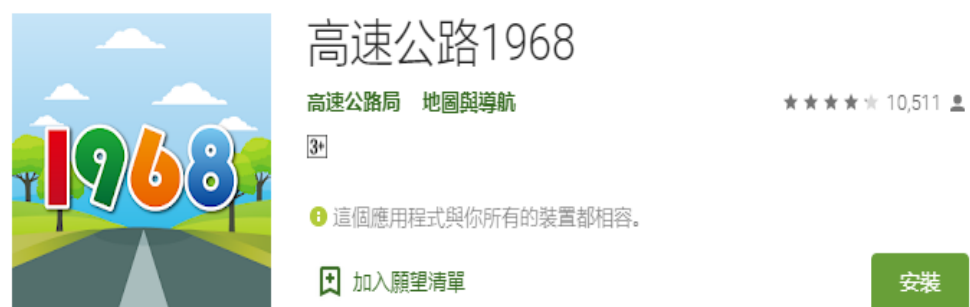 1968
高速公路1968
高速公路局 地圖與導航
10,511
3+
這個應用程式與你所有的裝置都相容。
加入願望清單
安裝